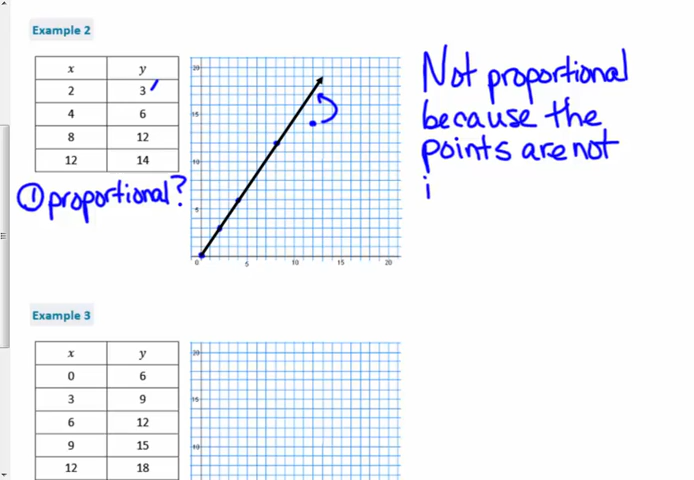 Example 2
x y
2 3
4 6
8 12
12 14
① proportional?
20
15
10
5
0 5 10 15 20
Not proportional
because the
points are not
i
Example 3
x y
0 6
3 9
6 12
9 15
12 18
20
15
10